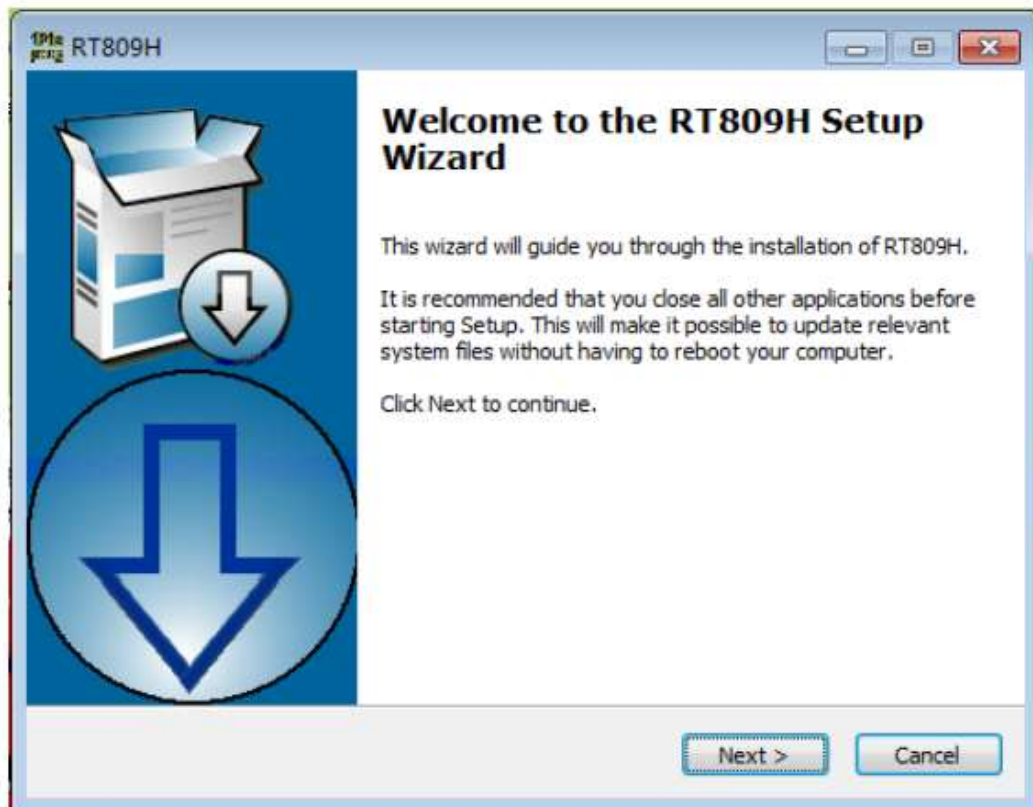 RT809H
Welcome to the RT809H Setup
Wizard
This wizard will guide you through the installation of RT809H.
It is recommended that you close all other applications before
starting Setup. This will make it possible to update relevant
system files without having to reboot your computer.
Click Next to continue.
Next >
Cancel